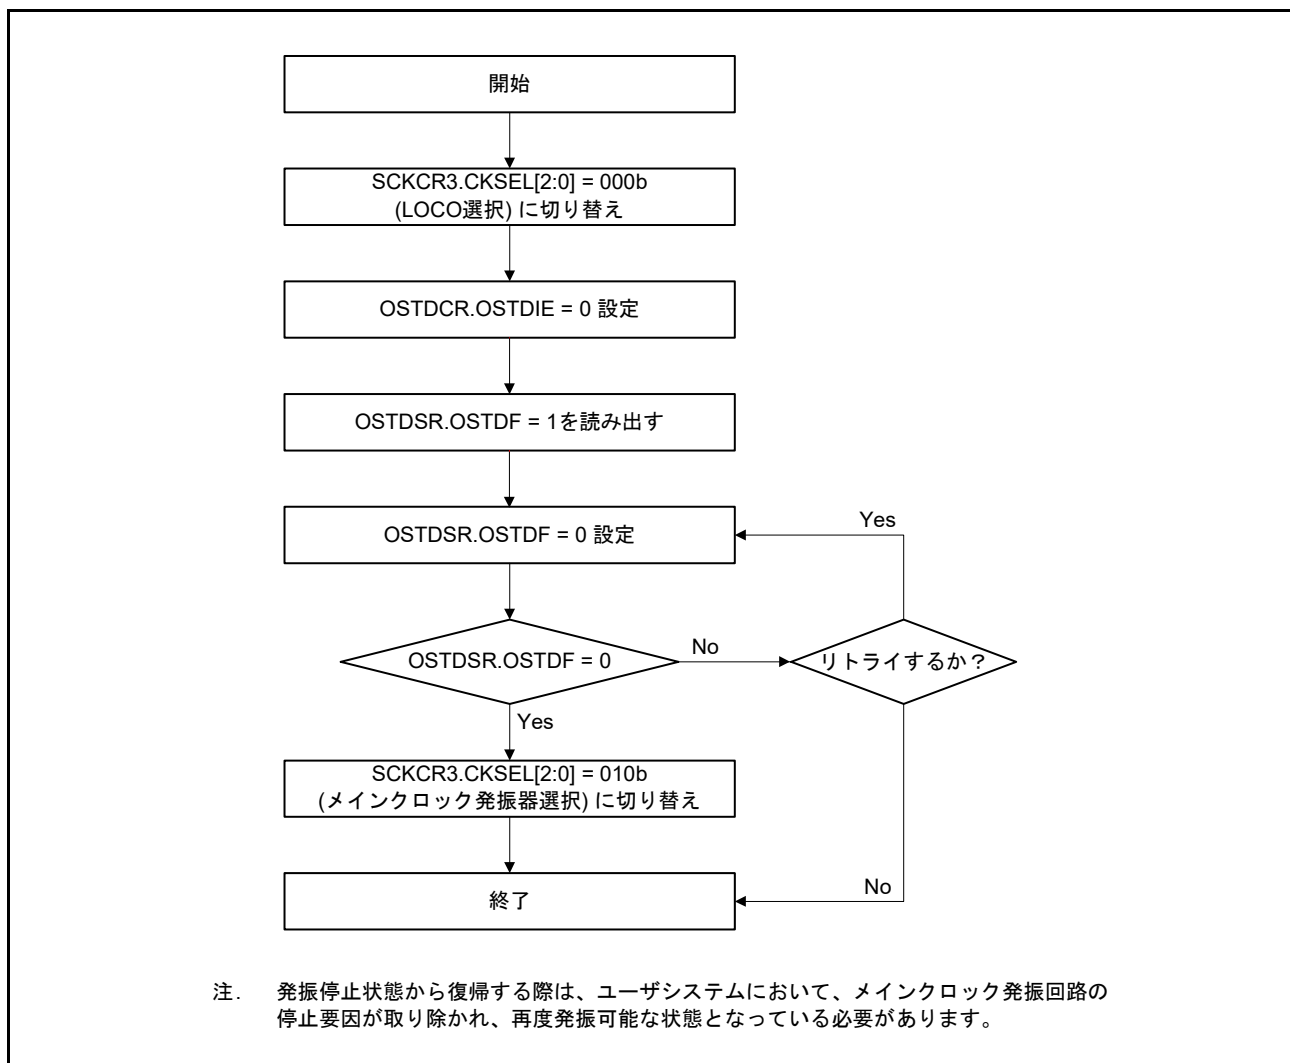 開始
SCKCR3.CKSEL[2:0] = 000b
(LOCO選択) に切り替え
OSTDCR.OSTDIE = 0 設定
OSTDSR.OSTDF = 1を読み出す
OSTDSR.OSTDF = 0 設定
Yes
OSTDSR.OSTDF = 0
No
リトライするか？
Yes
SCKCR3.CKSEL[2:0] = 010b
(メインクロック発振器選択) に切り替え
終了
No
注． 発振停止状態から復帰する際は、ユーザシステムにおいて、メインクロック発振回路の
停止要因が取り除かれ、再度発振可能な状態となっている必要があります。